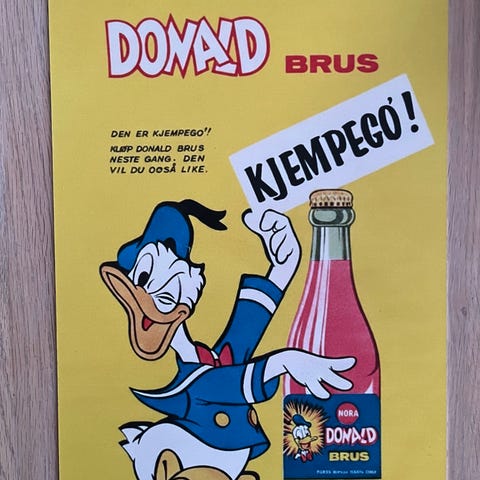 DONALD BRUS
KJEMPEGO'!
DEN ER KJEMPEGO'!
KJØP DONALD BRUS
NESTE GANG. DEN
VIL DU OGSÅ LIKE.
NORA
DONALD
BRUS